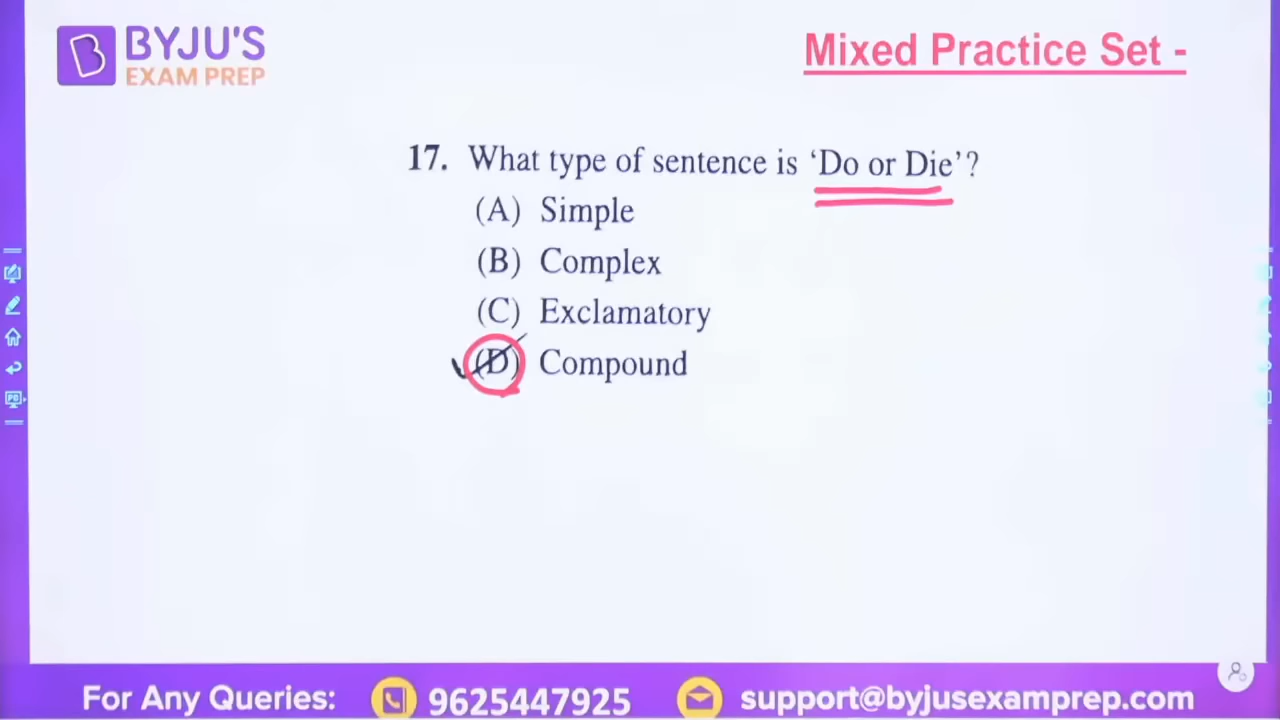 BYJU'S
EXAM PREP
Mixed Practice Set -
17. What type of sentence is ‘Do or Die’?
(A) Simple
(B) Complex
(C) Exclamatory
(D) Compound
For Any Queries: 9625447925 support@byjusexamprep.com